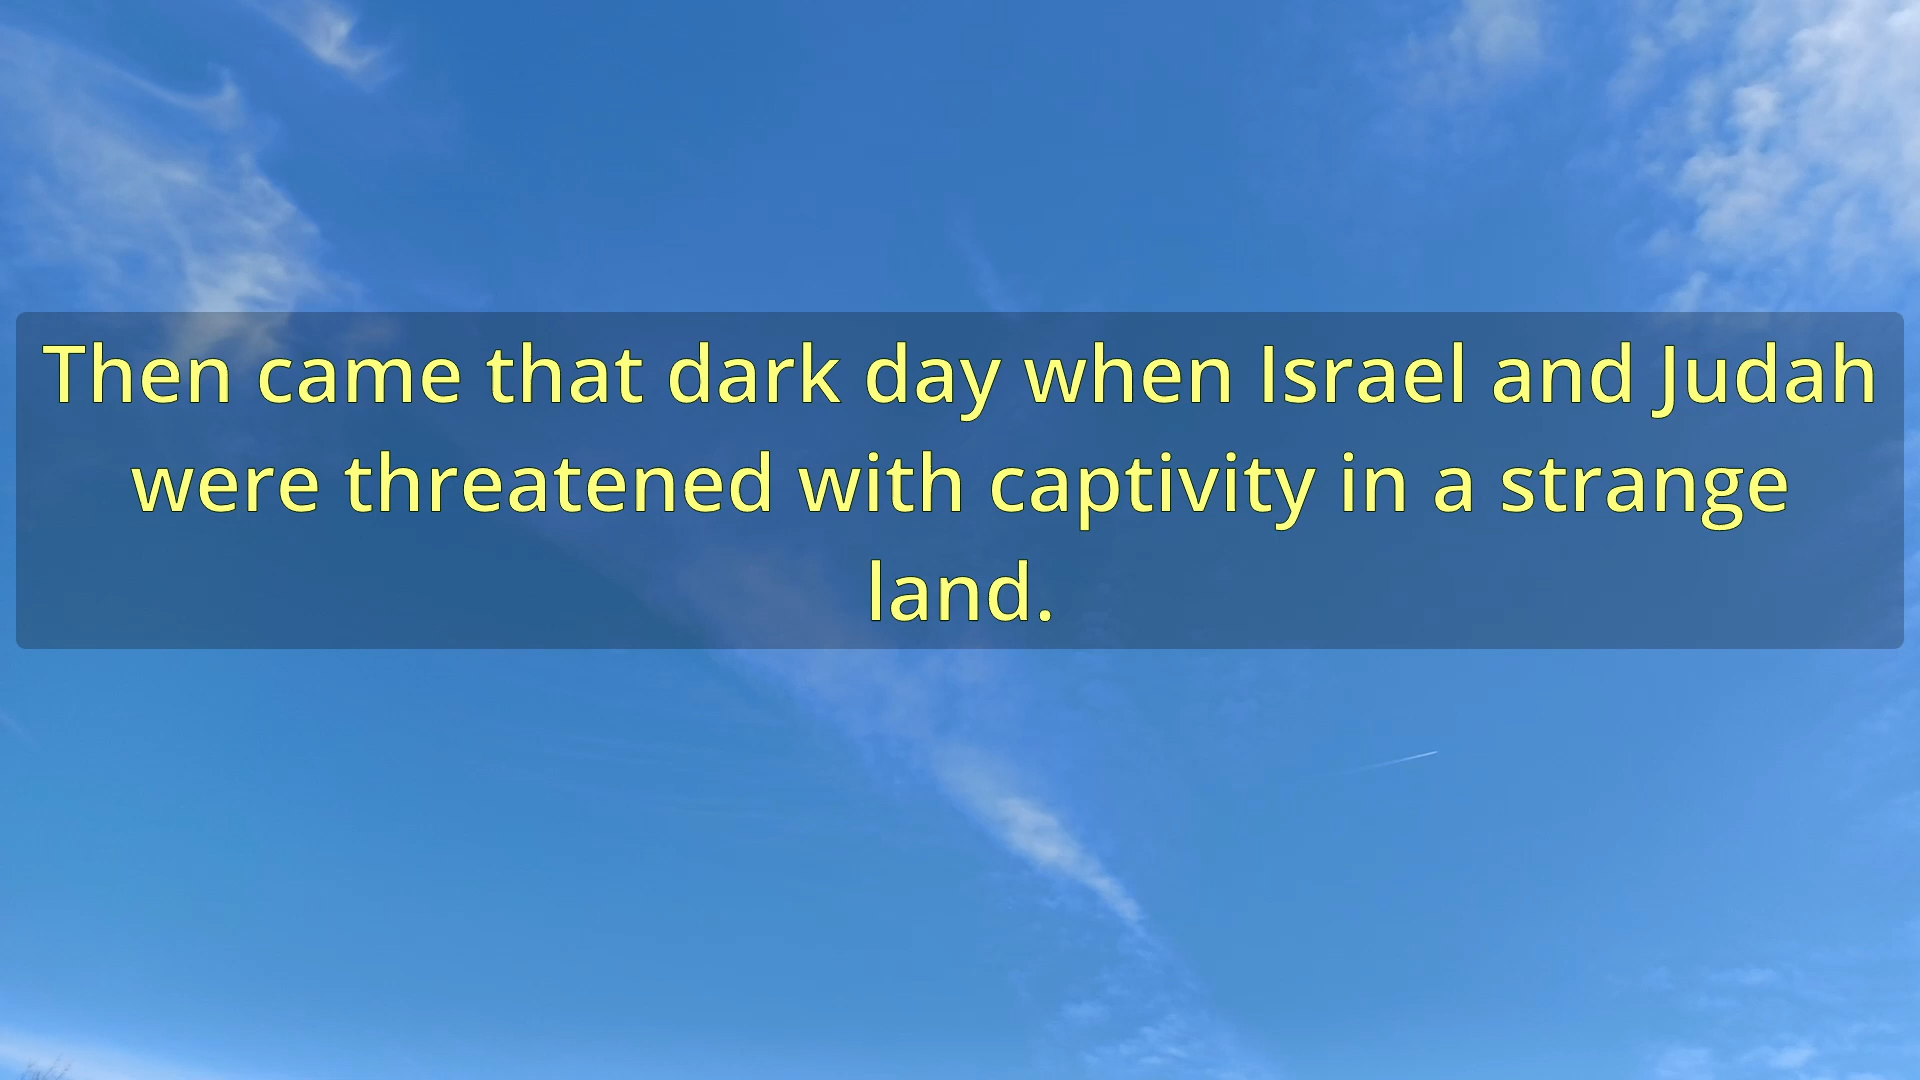 Then came that dark day when Israel and Judah
were threatened with captivity in a strange
land.